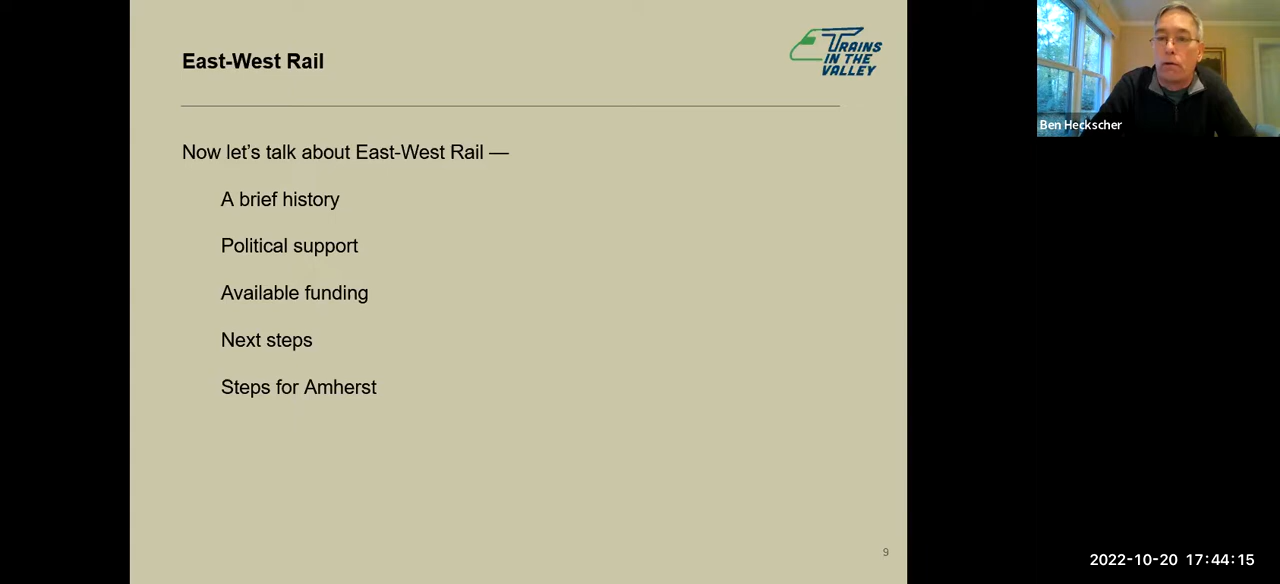 East-West Rail
TRAINS
IN THE
VALLEY
Now let’s talk about East-West Rail —
A brief history
Political support
Available funding
Next steps
Steps for Amherst
9
Ben Heckscher
2022-10-20 17:44:15